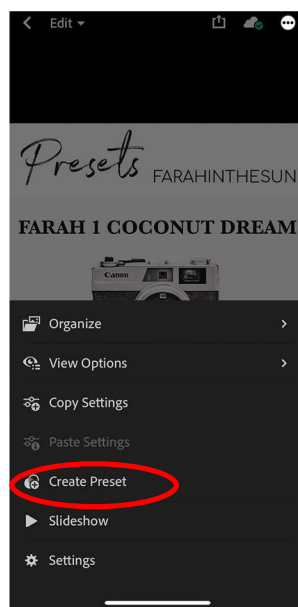 Edit
Presets FARAHINTHESUN
FARAH 1 COCONUT DREAM
Canon
Organize
View Options
Copy Settings
Paste Settings
Create Preset
Slideshow
Settings